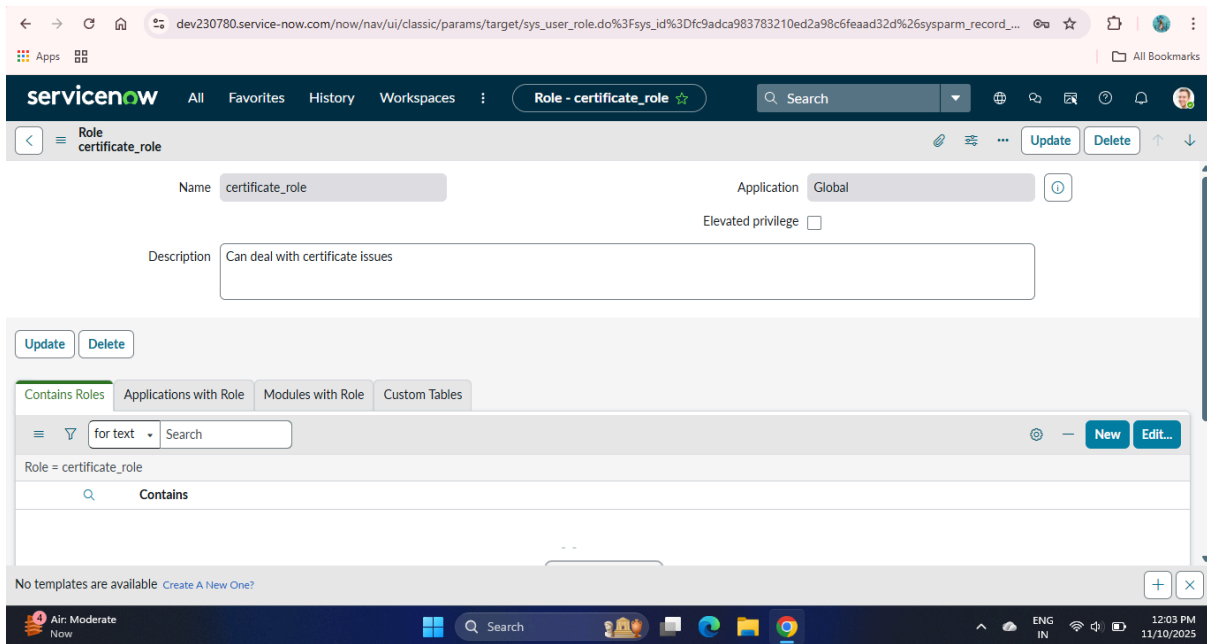 dev230780.service-now.com/now/nav/ui/classic/params/target/sys_user_role.do%3Fsys_id%3Dfc9adca983783210ed2a98c6feaad32d%26sysparm_record_...
Apps
All Bookmarks
servicenow All Favorites History Workspaces Role - certificate_role Search
Role
certificate_role
Update Delete
Name certificate_role Application Global
Elevated privilege
Description Can deal with certificate issues
Update Delete
Contains Roles Applications with Role Modules with Role Custom Tables
for text Search New Edit...
Role = certificate_role
Contains
No templates are available Create A New One?
4 Air: Moderate
Now
Search
ENG
IN
12:03 PM
11/10/2025